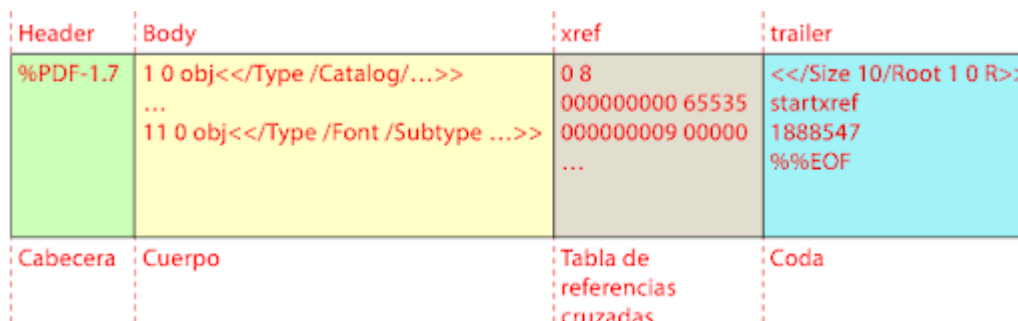 Header
Body
xref
trailer
%PDF-1.7
1 0 obj<</Type /Catalog/…>>
…
11 0 obj<</Type /Font /Subtype …>>
0 8
000000000 65535
000000009 00000
…
<</Size 10/Root 1 0 R>>
startxref
1888547
%%EOF
Cabecera
Cuerpo
Tabla de
referencias
cruzadas
Coda